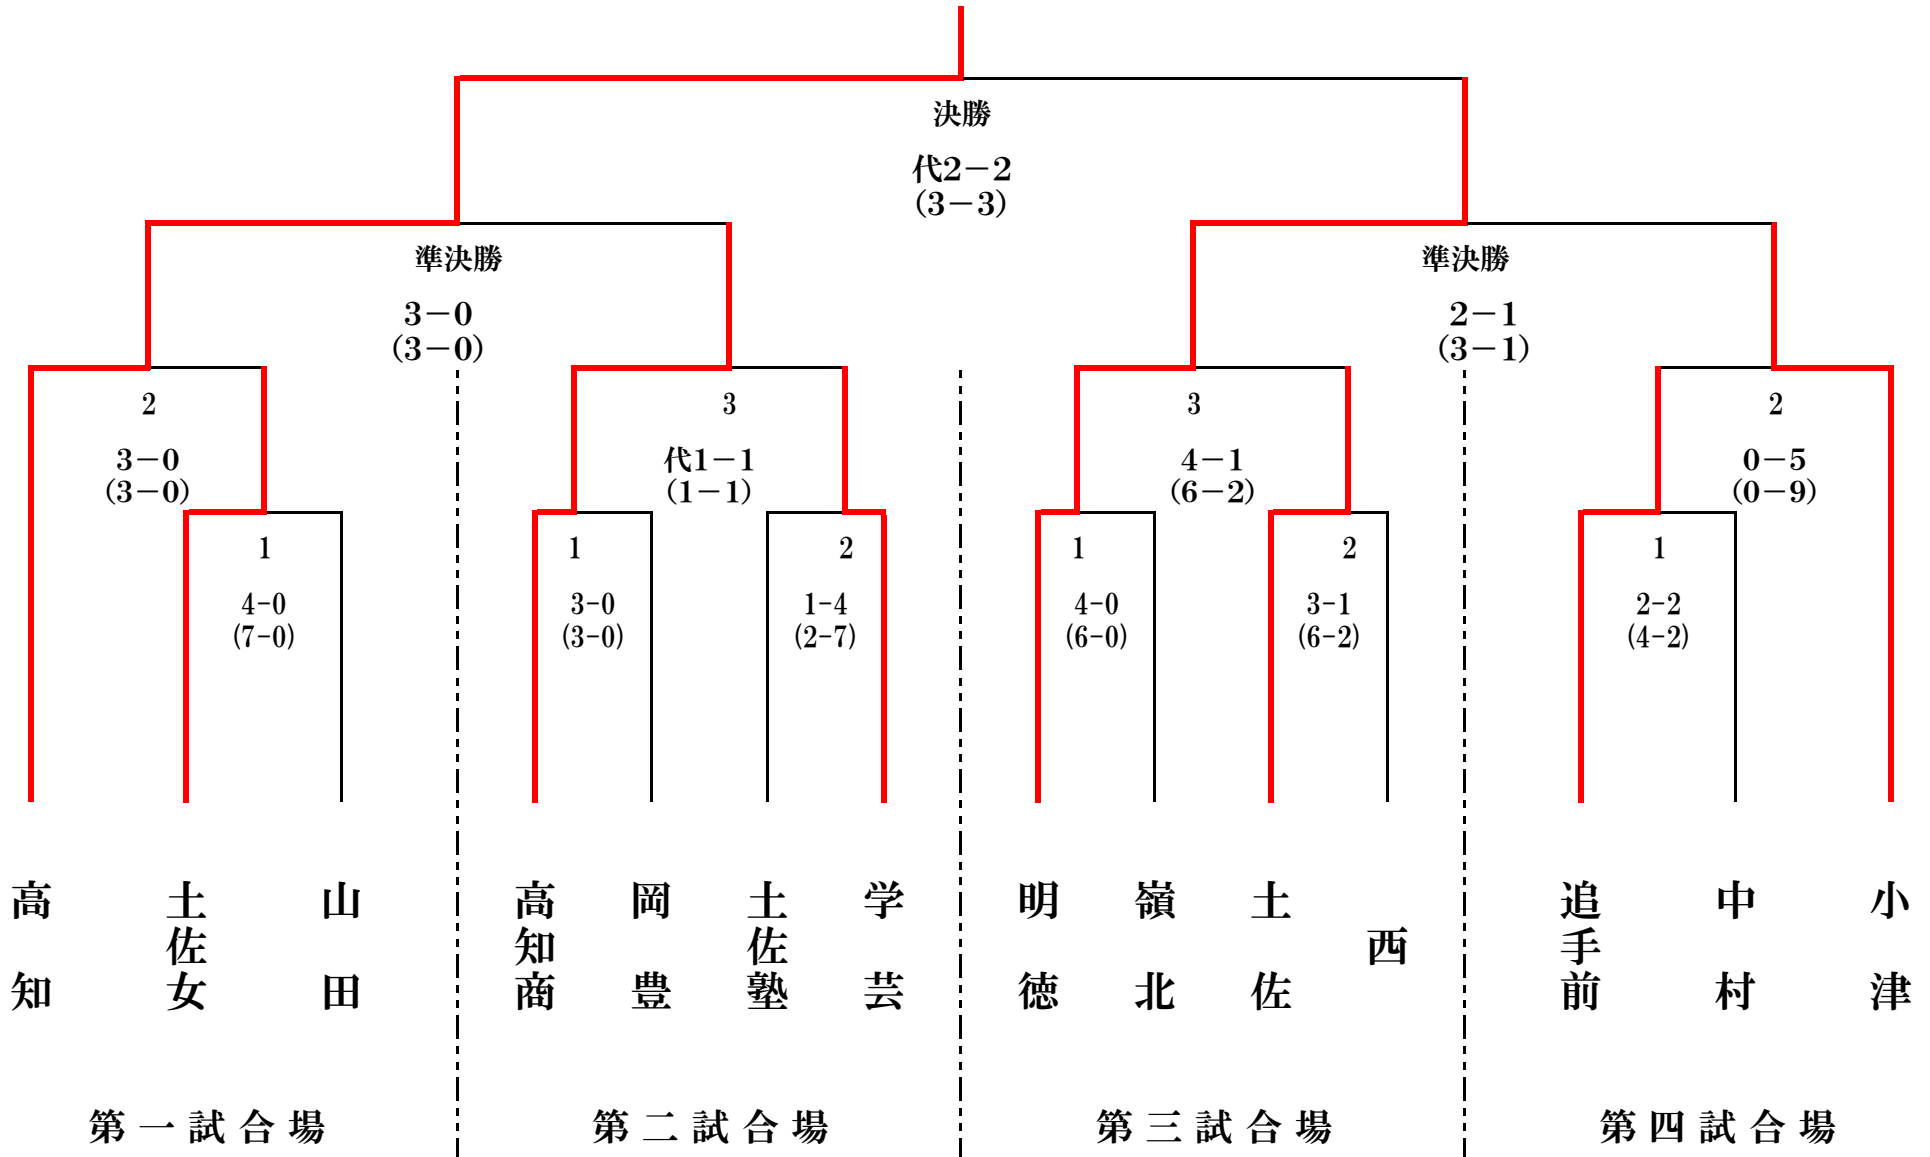 決勝
代2－2
(3－3)
準決勝
3－0
(3－0)
準決勝
2－1
(3－1)
2
3－0
(3－0)
3
代1－1
(1－1)
3
4－1
(6－2)
2
0－5
(0－9)
1
4-0
(7-0)
1
3-0
(3-0)
2
1-4
(2-7)
1
4-0
(6-0)
2
3-1
(6-2)
1
2-2
(4-2)
高知
土佐女
山田
高知商
岡豊
土佐塾
学芸
明徳
嶺北
土佐
西
追手前
中村
小津
第一試合場
第二試合場
第三試合場
第四試合場